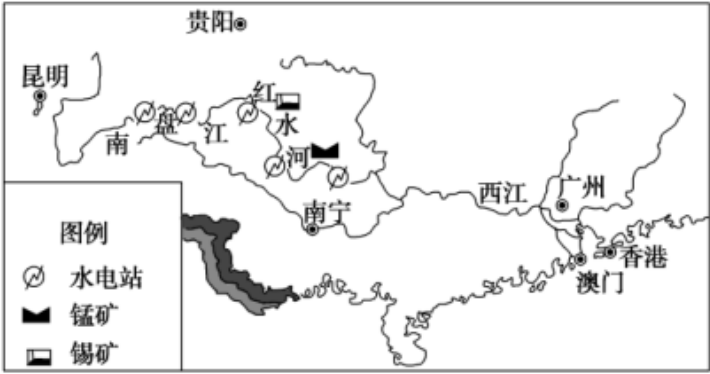 贵阳
昆明
红
水
河
南
盘
江
西江
广州
南宁
香港
澳门
图例
水电站
锰矿
锡矿